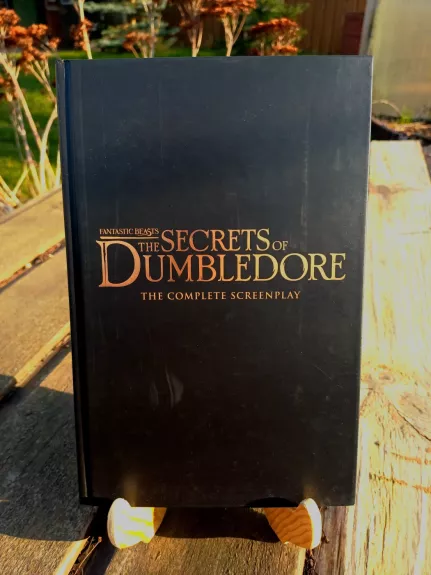 FANTASTIC BEASTS
THE SECRETS OF
DUMBLEDORE
THE COMPLETE SCREENPLAY